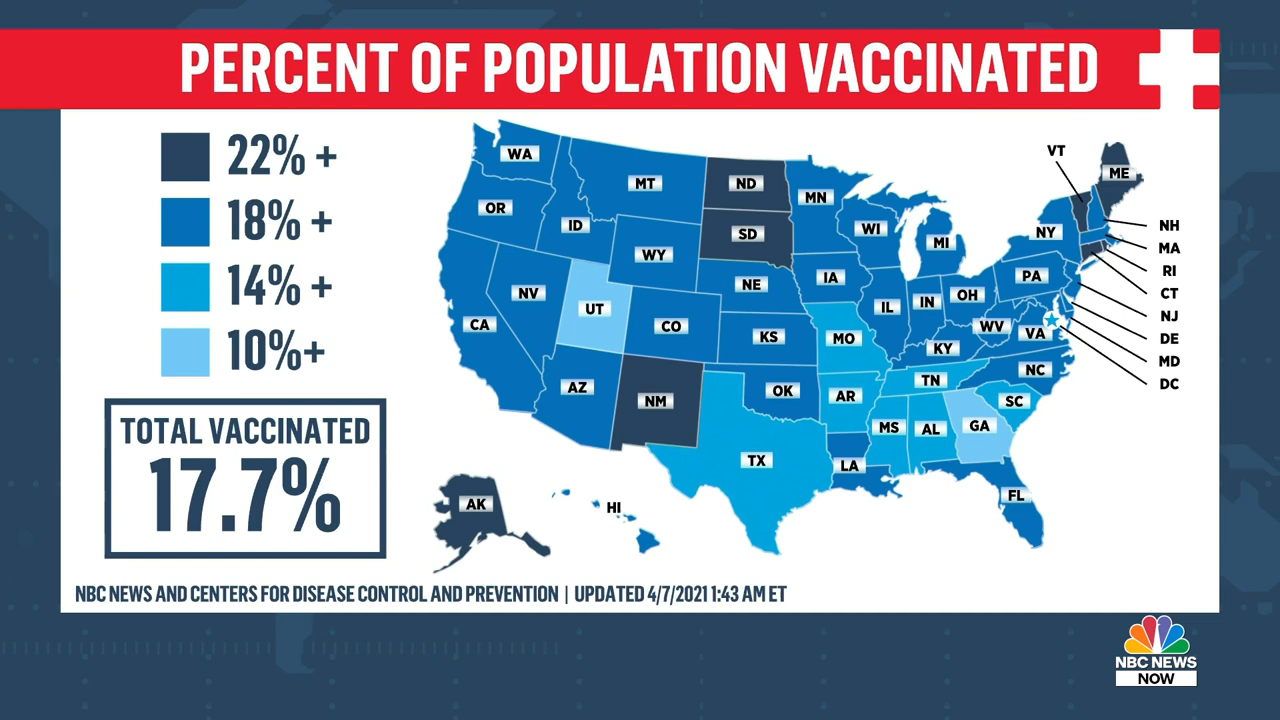 PERCENT OF POPULATION VACCINATED
22% +
18% +
14% +
10%+
TOTAL VACCINATED
17.7%
WA
MT
ND
MN
VT
ME
OR
ID
SD
WI
MI
NY
NH
MA
WY
RI
NV
UT
NE
IA
PA
CT
CA
CO
IL
IN
OH
NJ
KS
MO
WV
VA
DE
KY
MD
AZ
NM
OK
AR
TN
NC
DC
SC
MS
AL
GA
TX
LA
FL
AK
HI
NBC NEWS AND CENTERS FOR DISEASE CONTROL AND PREVENTION | UPDATED 4/7/2021 1:43 AM ET
NBC NEWS
NOW